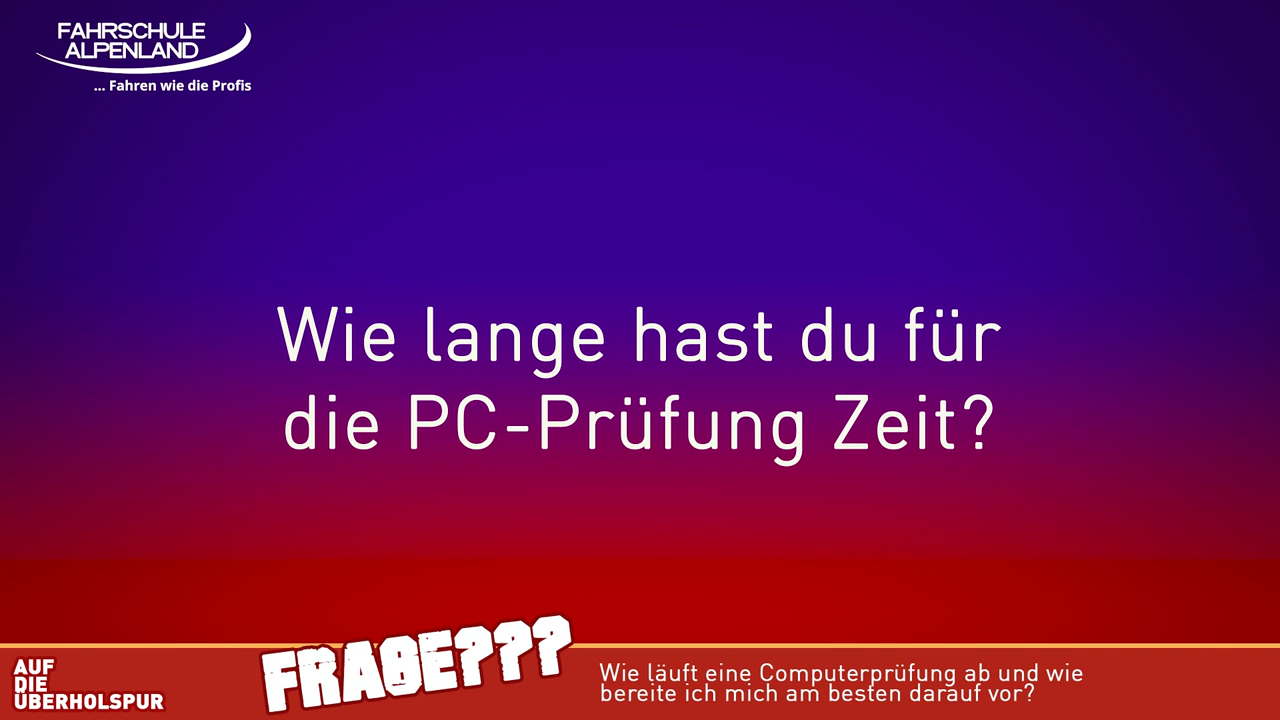 FAHRSCHULE
ALPENLAND
... Fahren wie die Profis
Wie lange hast du für
die PC-Prüfung Zeit?
AUF
DIE
ÜBERHOLSPUR
FRAGE???
Wie läuft eine Computerprüfung ab und wie
bereite ich mich am besten darauf vor?